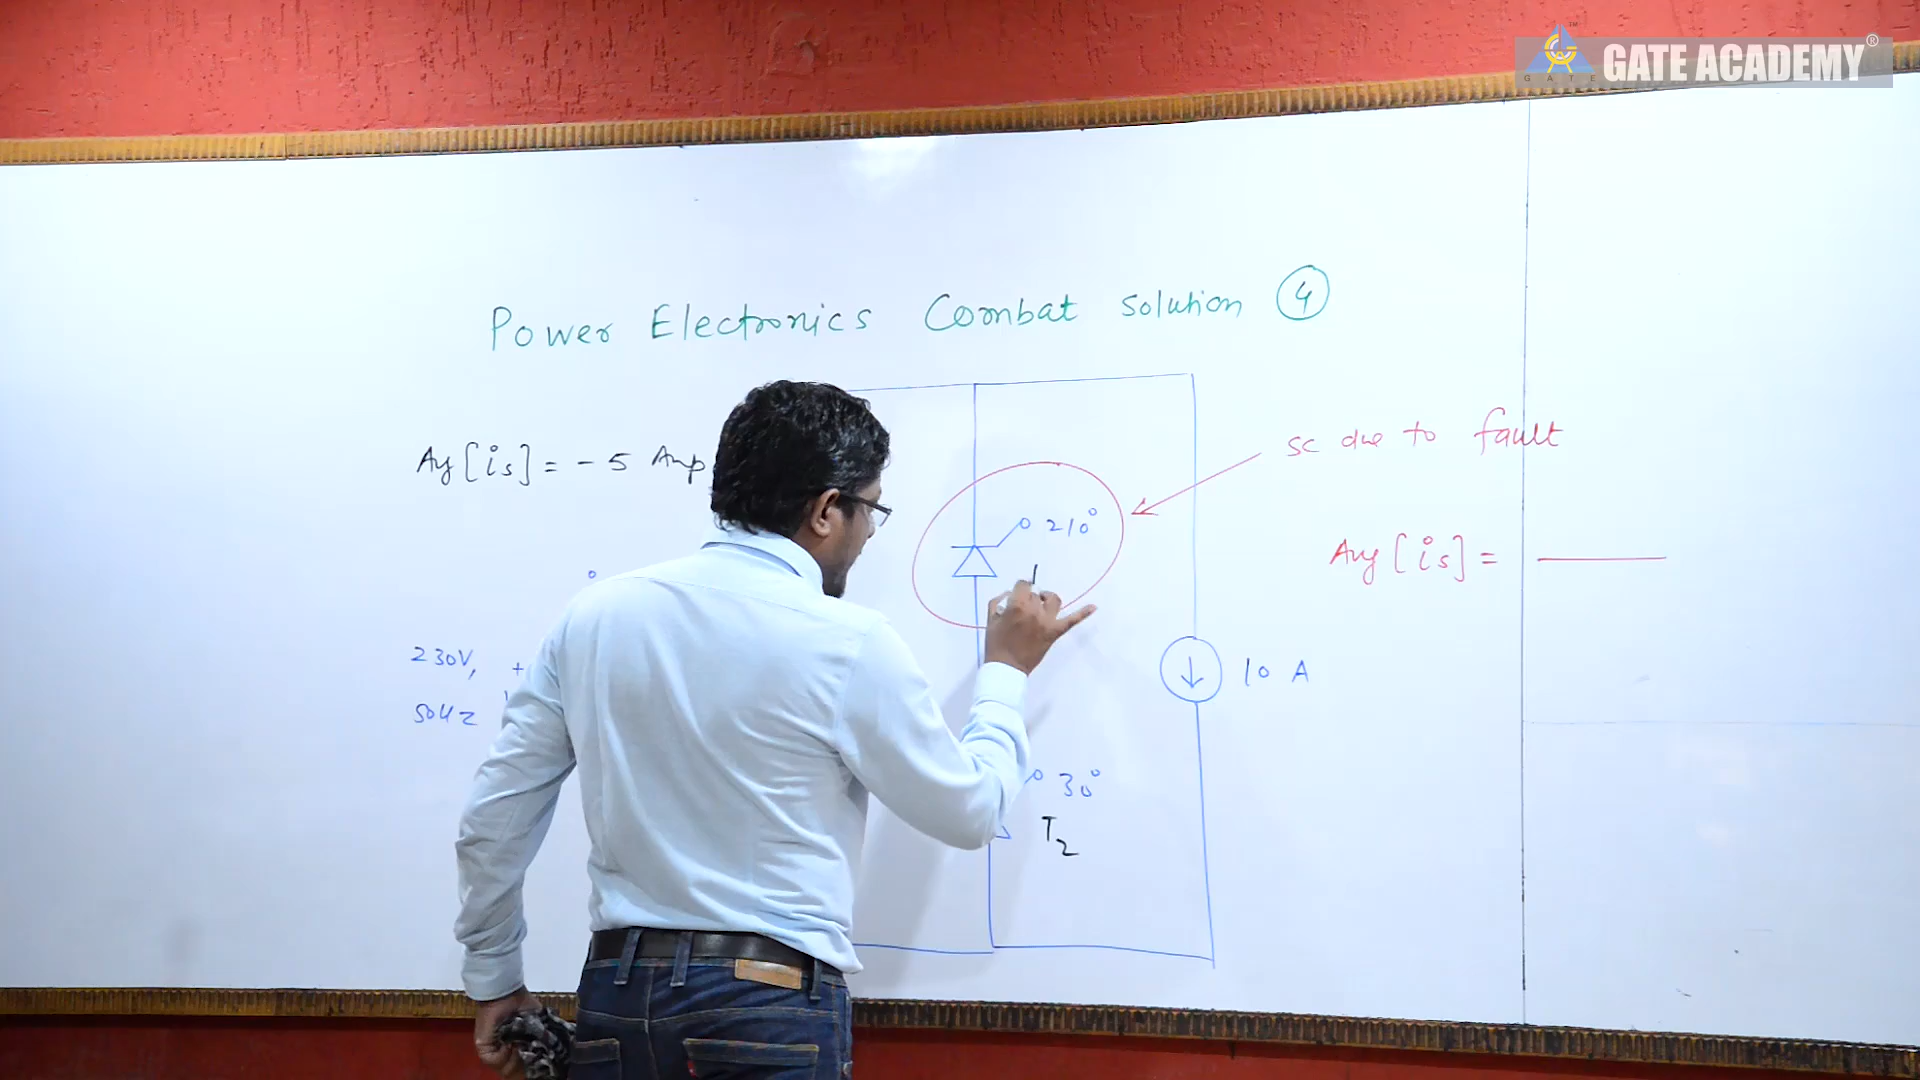 GATE ACADEMY®
GATE
Power Electronics Combat Solution 4
Avg [is] = - 5 Amp
SC due to fault
210°
Avg [is] =
230V, +
50Hz
10 A
30°
T2